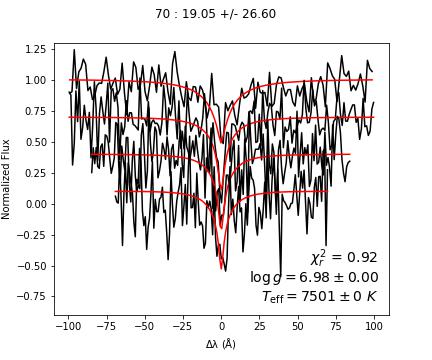 70 : 19.05 +/- 26.60
1.25
1.00
0.75
0.50
0.25
0.00
−0.25
−0.50
−0.75
Normalized Flux
χ²ᵣ = 0.92
log g = 6.98 ± 0.00
T_eff = 7501 ± 0 K
−100 −75 −50 −25 0 25 50 75 100
Δλ (Å)